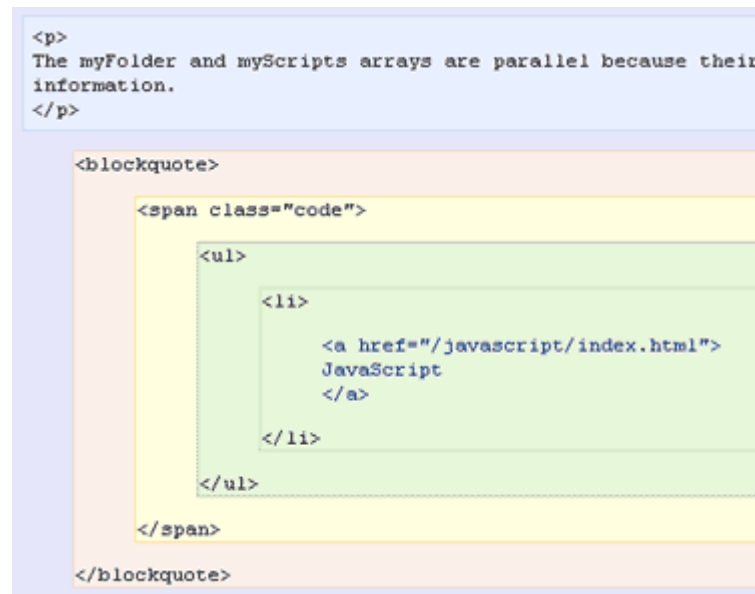 <p>
The myFolder and myScripts arrays are parallel because their
information.
</p>
<blockquote>
<span class="code">
<ul>
<li>
<a href="/javascript/index.html">
JavaScript
</a>
</li>
</ul>
</span>
</blockquote>